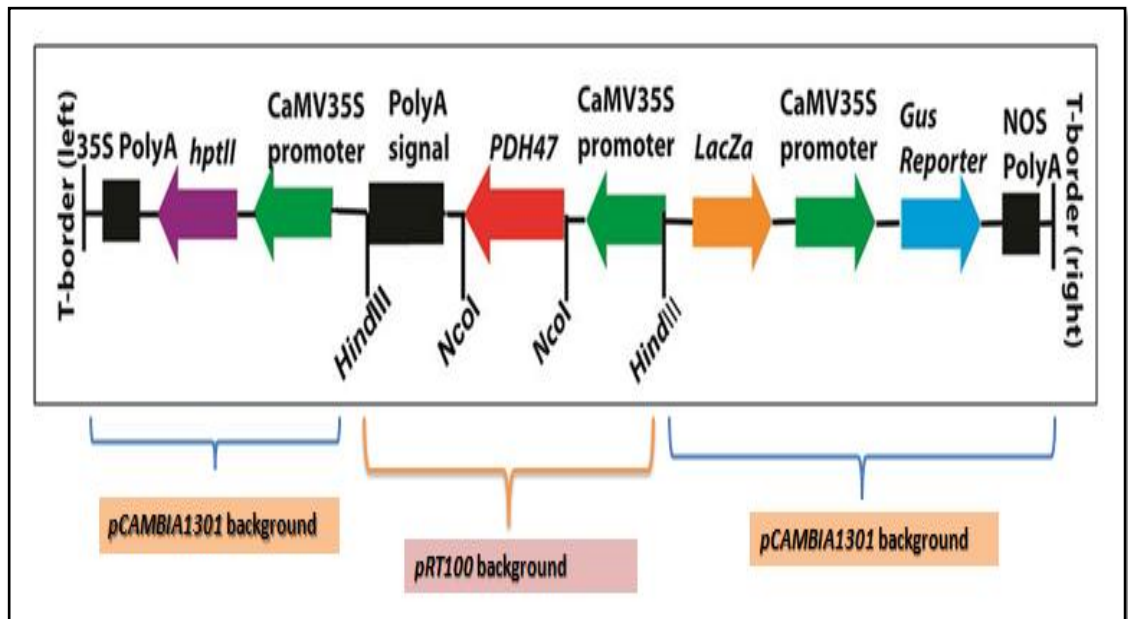 T-border (left)
35S PolyA
hptII
CaMV35S
promoter
PolyA
signal
PDH47
CaMV35S
promoter
LacZa
CaMV35S
promoter
Gus
Reporter
NOS
PolyA
T-border (right)
HindIII
NcoI
NcoI
HindIII
pCAMBIA1301 background
pRT100 background
pCAMBIA1301 background